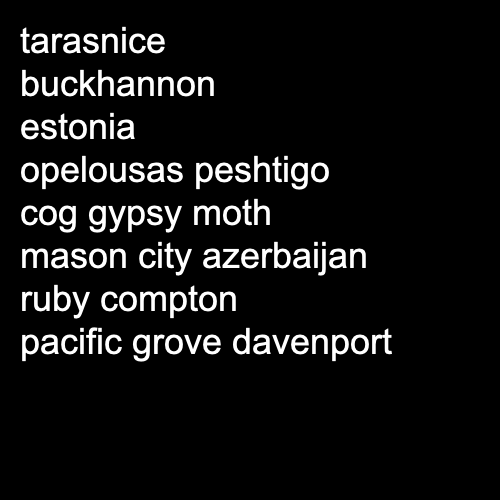 tarasnice
buckhannon
estonia
opelousas peshtigo
cog gypsy moth
mason city azerbaijan
ruby compton
pacific grove davenport